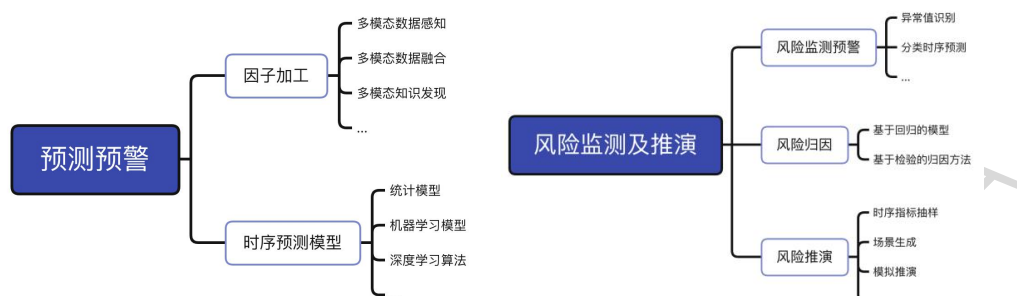 预测预警
因子加工
多模态数据感知
多模态数据融合
多模态知识发现
...
时序预测模型
统计模型
机器学习模型
深度学习算法
风险监测及推演
风险监测预警
异常值识别
分类时序预测
...
风险归因
基于回归的模型
基于检验的归因方法
风险推演
时序指标抽样
场景生成
模拟推演